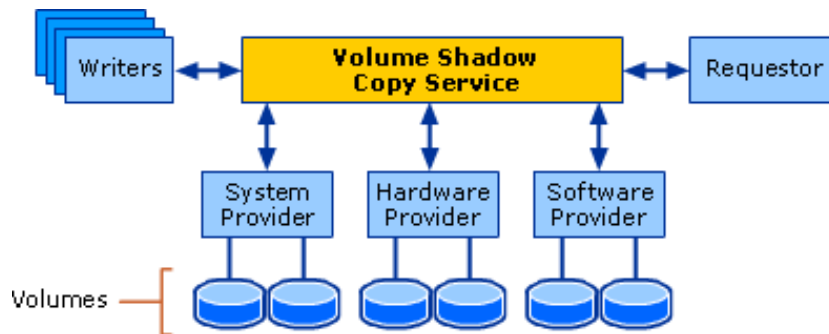 Writers
Volume Shadow
Copy Service
Requestor
System
Provider
Hardware
Provider
Software
Provider
Volumes